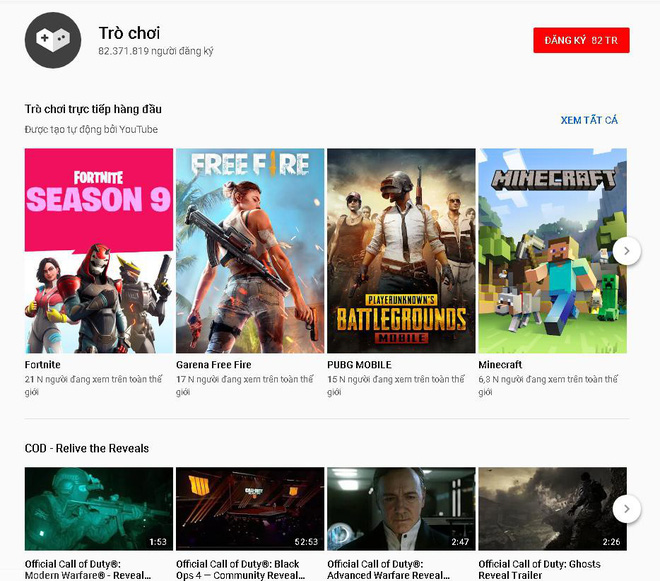 Trò chơi
82.371.819 người đăng ký
ĐĂNG KÝ 82 TR
Trò chơi trực tiếp hàng đầu
Được tạo tự động bởi YouTube
XEM TẤT CẢ
FORTNITE
SEASON 9
FREE FIRE
PLAYERUNKNOWN'S
BATTLEGROUNDS
MOBILE
MINECRAFT
Fortnite
21 N người đang xem trên toàn thế
giới
Garena Free Fire
17 N người đang xem trên toàn thế
giới
PUBG MOBILE
15 N người đang xem trên toàn thế
giới
Minecraft
6,3 N người đang xem trên toàn thế
giới
COD - Relive the Reveals
1:53
52:53
2:47
2:26
Official Call of Duty®:
Modern Warfare® - Reveal...
Official Call of Duty®: Black
Ops 4 — Community Reveal...
Official Call of Duty®:
Advanced Warfare Reveal...
Official Call of Duty: Ghosts
Reveal Trailer